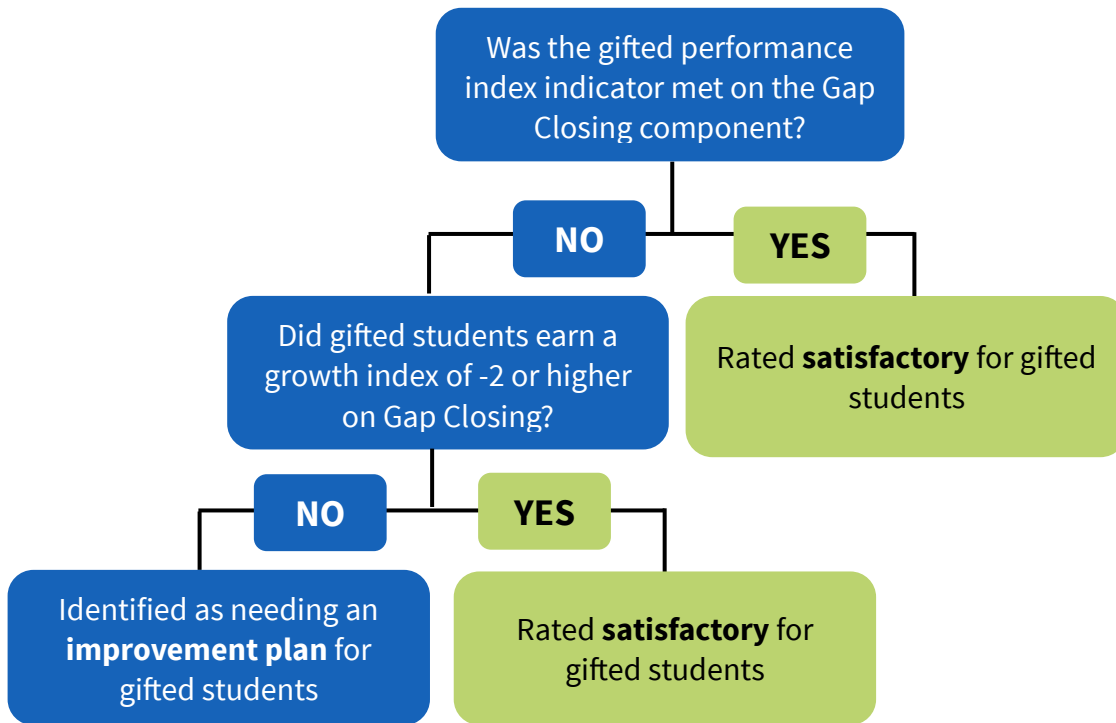 Was the gifted performance
index indicator met on the Gap
Closing component?
NO
YES
Did gifted students earn a
growth index of -2 or higher
on Gap Closing?
Rated satisfactory for gifted
students
NO
YES
Identified as needing an
improvement plan for
gifted students
Rated satisfactory for
gifted students